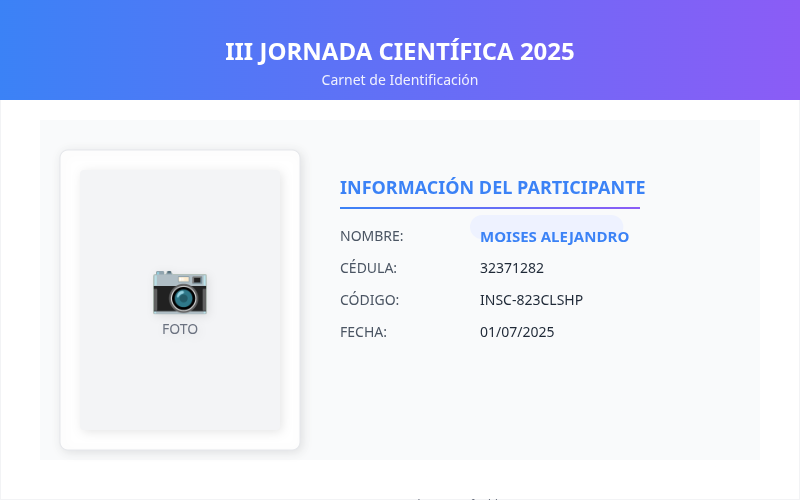 III JORNADA CIENTÍFICA 2025
Carnet de Identificación
INFORMACIÓN DEL PARTICIPANTE
NOMBRE: MOISES ALEJANDRO
CÉDULA: 32371282
CÓDIGO: INSC-823CLSHP
FECHA: 01/07/2025
FOTO